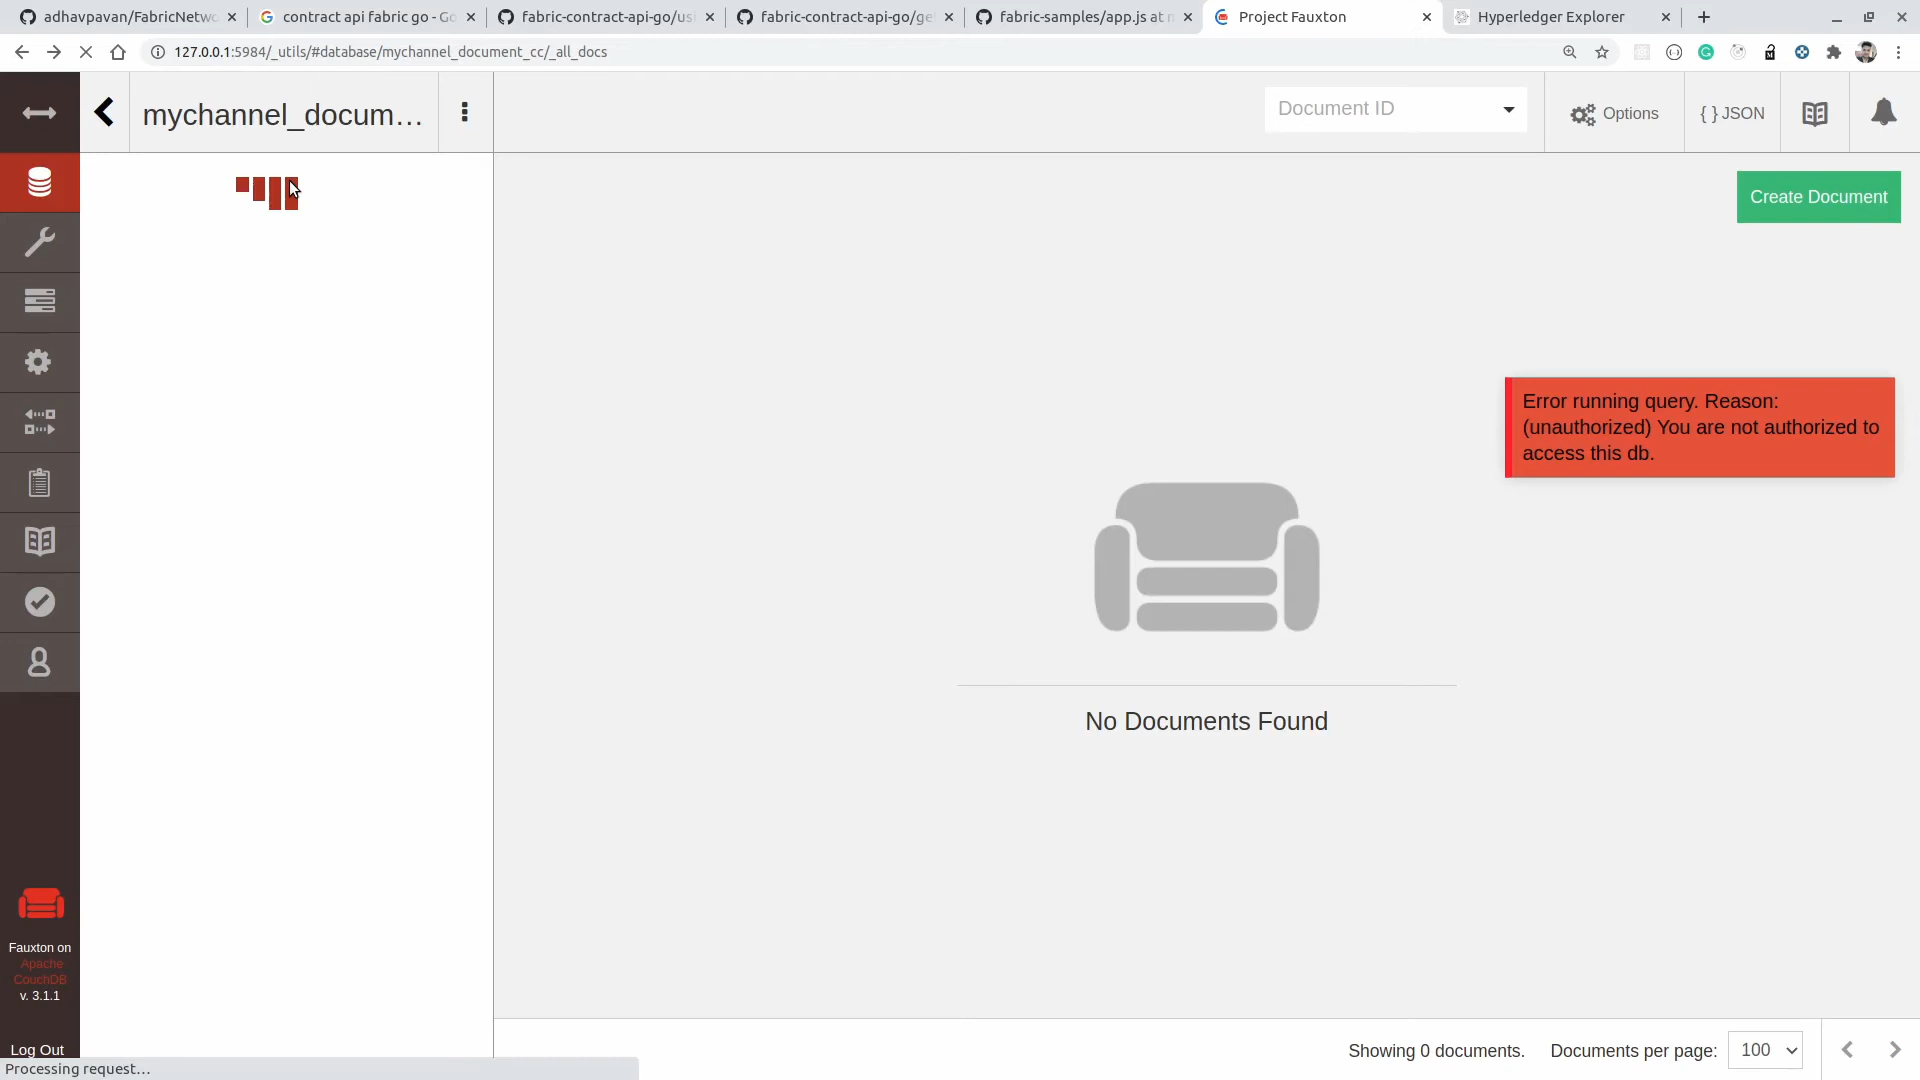 adhavpavan/FabricNetwo
contract api fabric go - Go
fabric-contract-api-go/usi
fabric-contract-api-go/ge
fabric-samples/app.js at m
Project Fauxton
Hyperledger Explorer
127.0.0.1:5984/_utils/#database/mychannel_document_cc/_all_docs
mychannel_docum...
Document ID
Options
{ } JSON
Create Document
Error running query. Reason:
(unauthorized) You are not authorized to
access this db.
No Documents Found
Fauxton on
Apache
CouchDB
v. 3.1.1
Log Out
Showing 0 documents.
Documents per page:
100
Processing request...